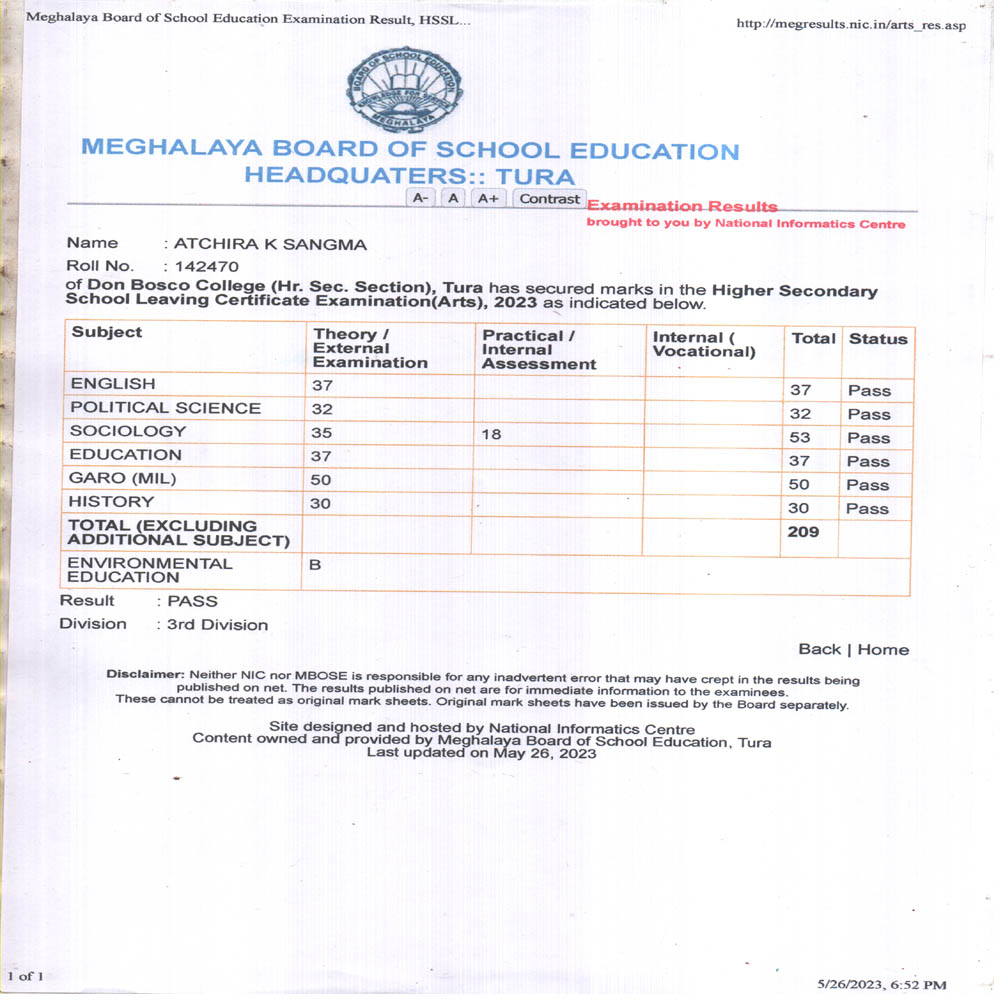 Meghalaya Board of School Education Examination Result, HSSL... http://megresults.nic.in/arts_res.asp
BOARD OF SCHOOL EDUCATION
KNOWLEDGE FOR SERVICE
MEGHALAYA
MEGHALAYA BOARD OF SCHOOL EDUCATION
HEADQUATERS:: TURA
A- A A+ Contrast
Examination Results
brought to you by National Informatics Centre
Name : ATCHIRA K SANGMA
Roll No. : 142470
of Don Bosco College (Hr. Sec. Section), Tura has secured marks in the Higher Secondary
School Leaving Certificate Examination(Arts), 2023 as indicated below.
Subject Theory / External Examination Practical / Internal Assessment Internal ( Vocational) Total Status
ENGLISH 37 37 Pass
POLITICAL SCIENCE 32 32 Pass
SOCIOLOGY 35 18 53 Pass
EDUCATION 37 37 Pass
GARO (MIL) 50 50 Pass
HISTORY 30 30 Pass
TOTAL (EXCLUDING ADDITIONAL SUBJECT) 209
ENVIRONMENTAL EDUCATION B
Result : PASS
Division : 3rd Division
Back | Home
Disclaimer: Neither NIC nor MBOSE is responsible for any inadvertent error that may have crept in the results being
published on net. The results published on net are for immediate information to the examinees.
These cannot be treated as original mark sheets. Original mark sheets have been issued by the Board separately.
Site designed and hosted by National Informatics Centre
Content owned and provided by Meghalaya Board of School Education, Tura
Last updated on May 26, 2023
1 of 1 5/26/2023, 6:52 PM